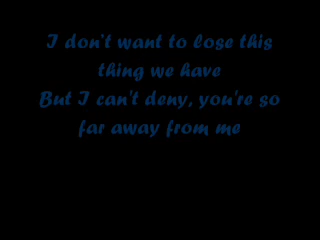 I don't want to lose this
thing we have
But I can't deny, you're so
far away from me